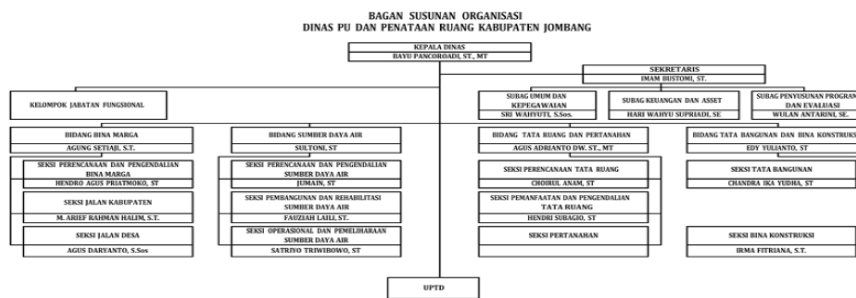 BAGAN SUSUNAN ORGANISASI
DINAS PU DAN PENATAAN RUANG KABUPATEN JOMBANG
KEPALA DINAS
BAYU PANCOROADI, ST., MT
SEKRETARIS
IMAM BUSTOMI, ST.
KELOMPOK JABATAN FUNGSIONAL
SUBAG UMUM DAN
KEPEGAWAIAN
SRI WAHYUTI, S.Sos.
SUBAG KEUANGAN DAN ASSET
HARI WAHYU SUPRIADI, SE
SUBAG PENYUSUNAN PROGRAM
DAN EVALUASI
WULAN ANTARINI, SE.
BIDANG BINA MARGA
AGUNG SETIAJI, S.T.
BIDANG SUMBER DAYA AIR
SULTONI, ST
BIDANG TATA RUANG DAN PERTANAHAN
AGUS ADRIANTO DW. ST., MT
BIDANG TATA BANGUNAN DAN BINA KONSTRUKSI
EDY YULIANTO, ST
SEKSI PERENCANAAN DAN PENGENDALIAN
BINA MARGA
HENDRO AGUS PRIATMOKO, ST
SEKSI PERENCANAAN DAN PENGENDALIAN
SUMBER DAYA AIR
JUMAIN, ST
SEKSI PERENCANAAN TATA RUANG
CHOIRUL ANAM, ST
SEKSI TATA BANGUNAN
CHANDRA IKA YUDHA, ST
SEKSI JALAN KABUPATEN
M. ARIEF RAHMAN HALIM, S.T.
SEKSI PEMBANGUNAN DAN REHABILITASI
SUMBER DAYA AIR
FAUZIAH LAILI, ST.
SEKSI PEMANFAATAN DAN PENGENDALIAN
TATA RUANG
HENDRI SUBAGIO, ST
SEKSI JALAN DESA
AGUS DARYANTO, S.Sos
SEKSI OPERASIONAL DAN PEMELIHARAAN
SUMBER DAYA AIR
SATRIYO TRIWIBOWO, ST
SEKSI PERTANAHAN
SEKSI BINA KONSTRUKSI
IRMA FITRIANA, S.T.
UPTD